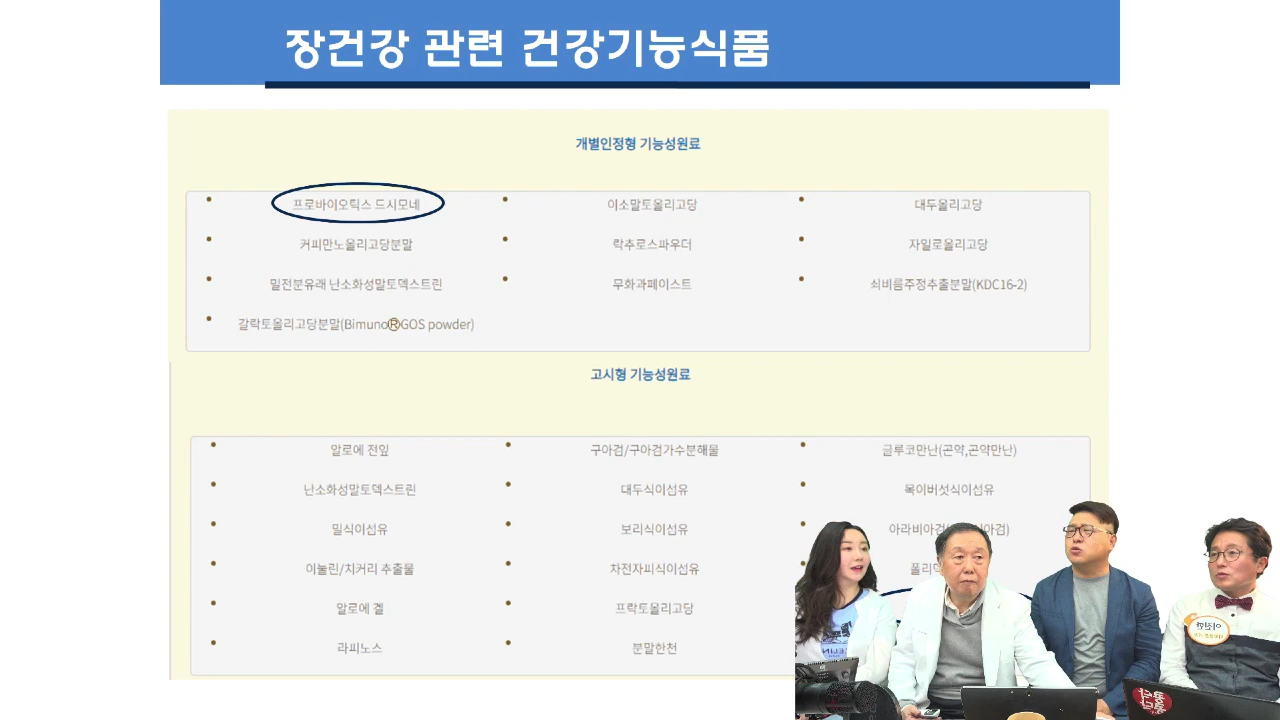 장건강 관련 건강기능식품
개별인정형 기능성원료
프로바이오틱스 드시모네
이소말토올리고당
대두올리고당
커피만노올리고당분말
락추로스파우더
자일로올리고당
밀전분유래 난소화성말토덱스트린
무화과페이스트
쇠비름주정추출분말(KDC16-2)
갈락토올리고당분말(Bimuno®GOS powder)
고시형 기능성원료
알로에 전잎
구아검/구아검가수분해물
글루코만난(곤약,곤약만난)
난소화성말토덱스트린
대두식이섬유
목이버섯식이섬유
밀식이섬유
보리식이섬유
아라비아검
이눌린/치커리 추출물
차전자피식이섬유
알로에 겔
프락토올리고당
라피노스
분말한천